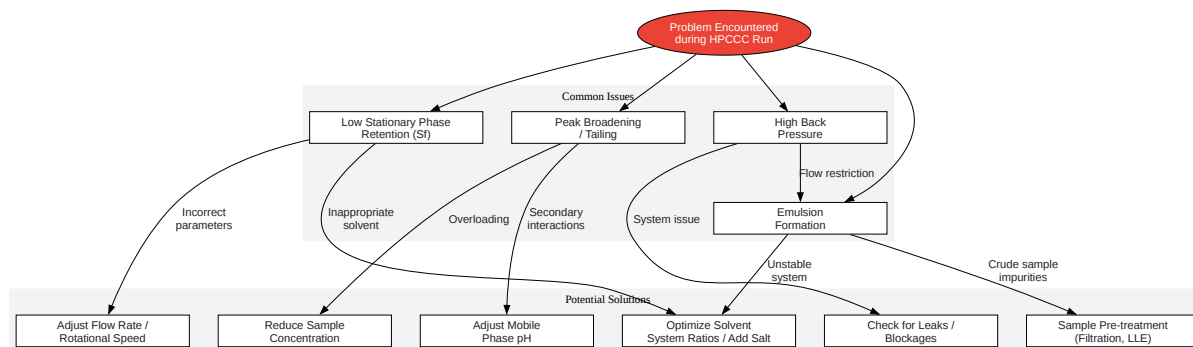 Problem Encountered
during HPCCC Run
Common Issues
Low Stationary Phase
Retention (Sf)
Peak Broadening
/ Tailing
High Back
Pressure
Flow restriction
Incorrect
parameters
Inappropriate
solvent
Overloading
Secondary
interactions
System issue
Emulsion
Formation
Unstable
system
Crude sample
impurities
Potential Solutions
Adjust Flow Rate /
Rotational Speed
Reduce Sample
Concentration
Adjust Mobile
Phase pH
Optimize Solvent
System Ratios / Add Salt
Check for Leaks /
Blockages
Sample Pre-treatment
(Filtration, LLE)